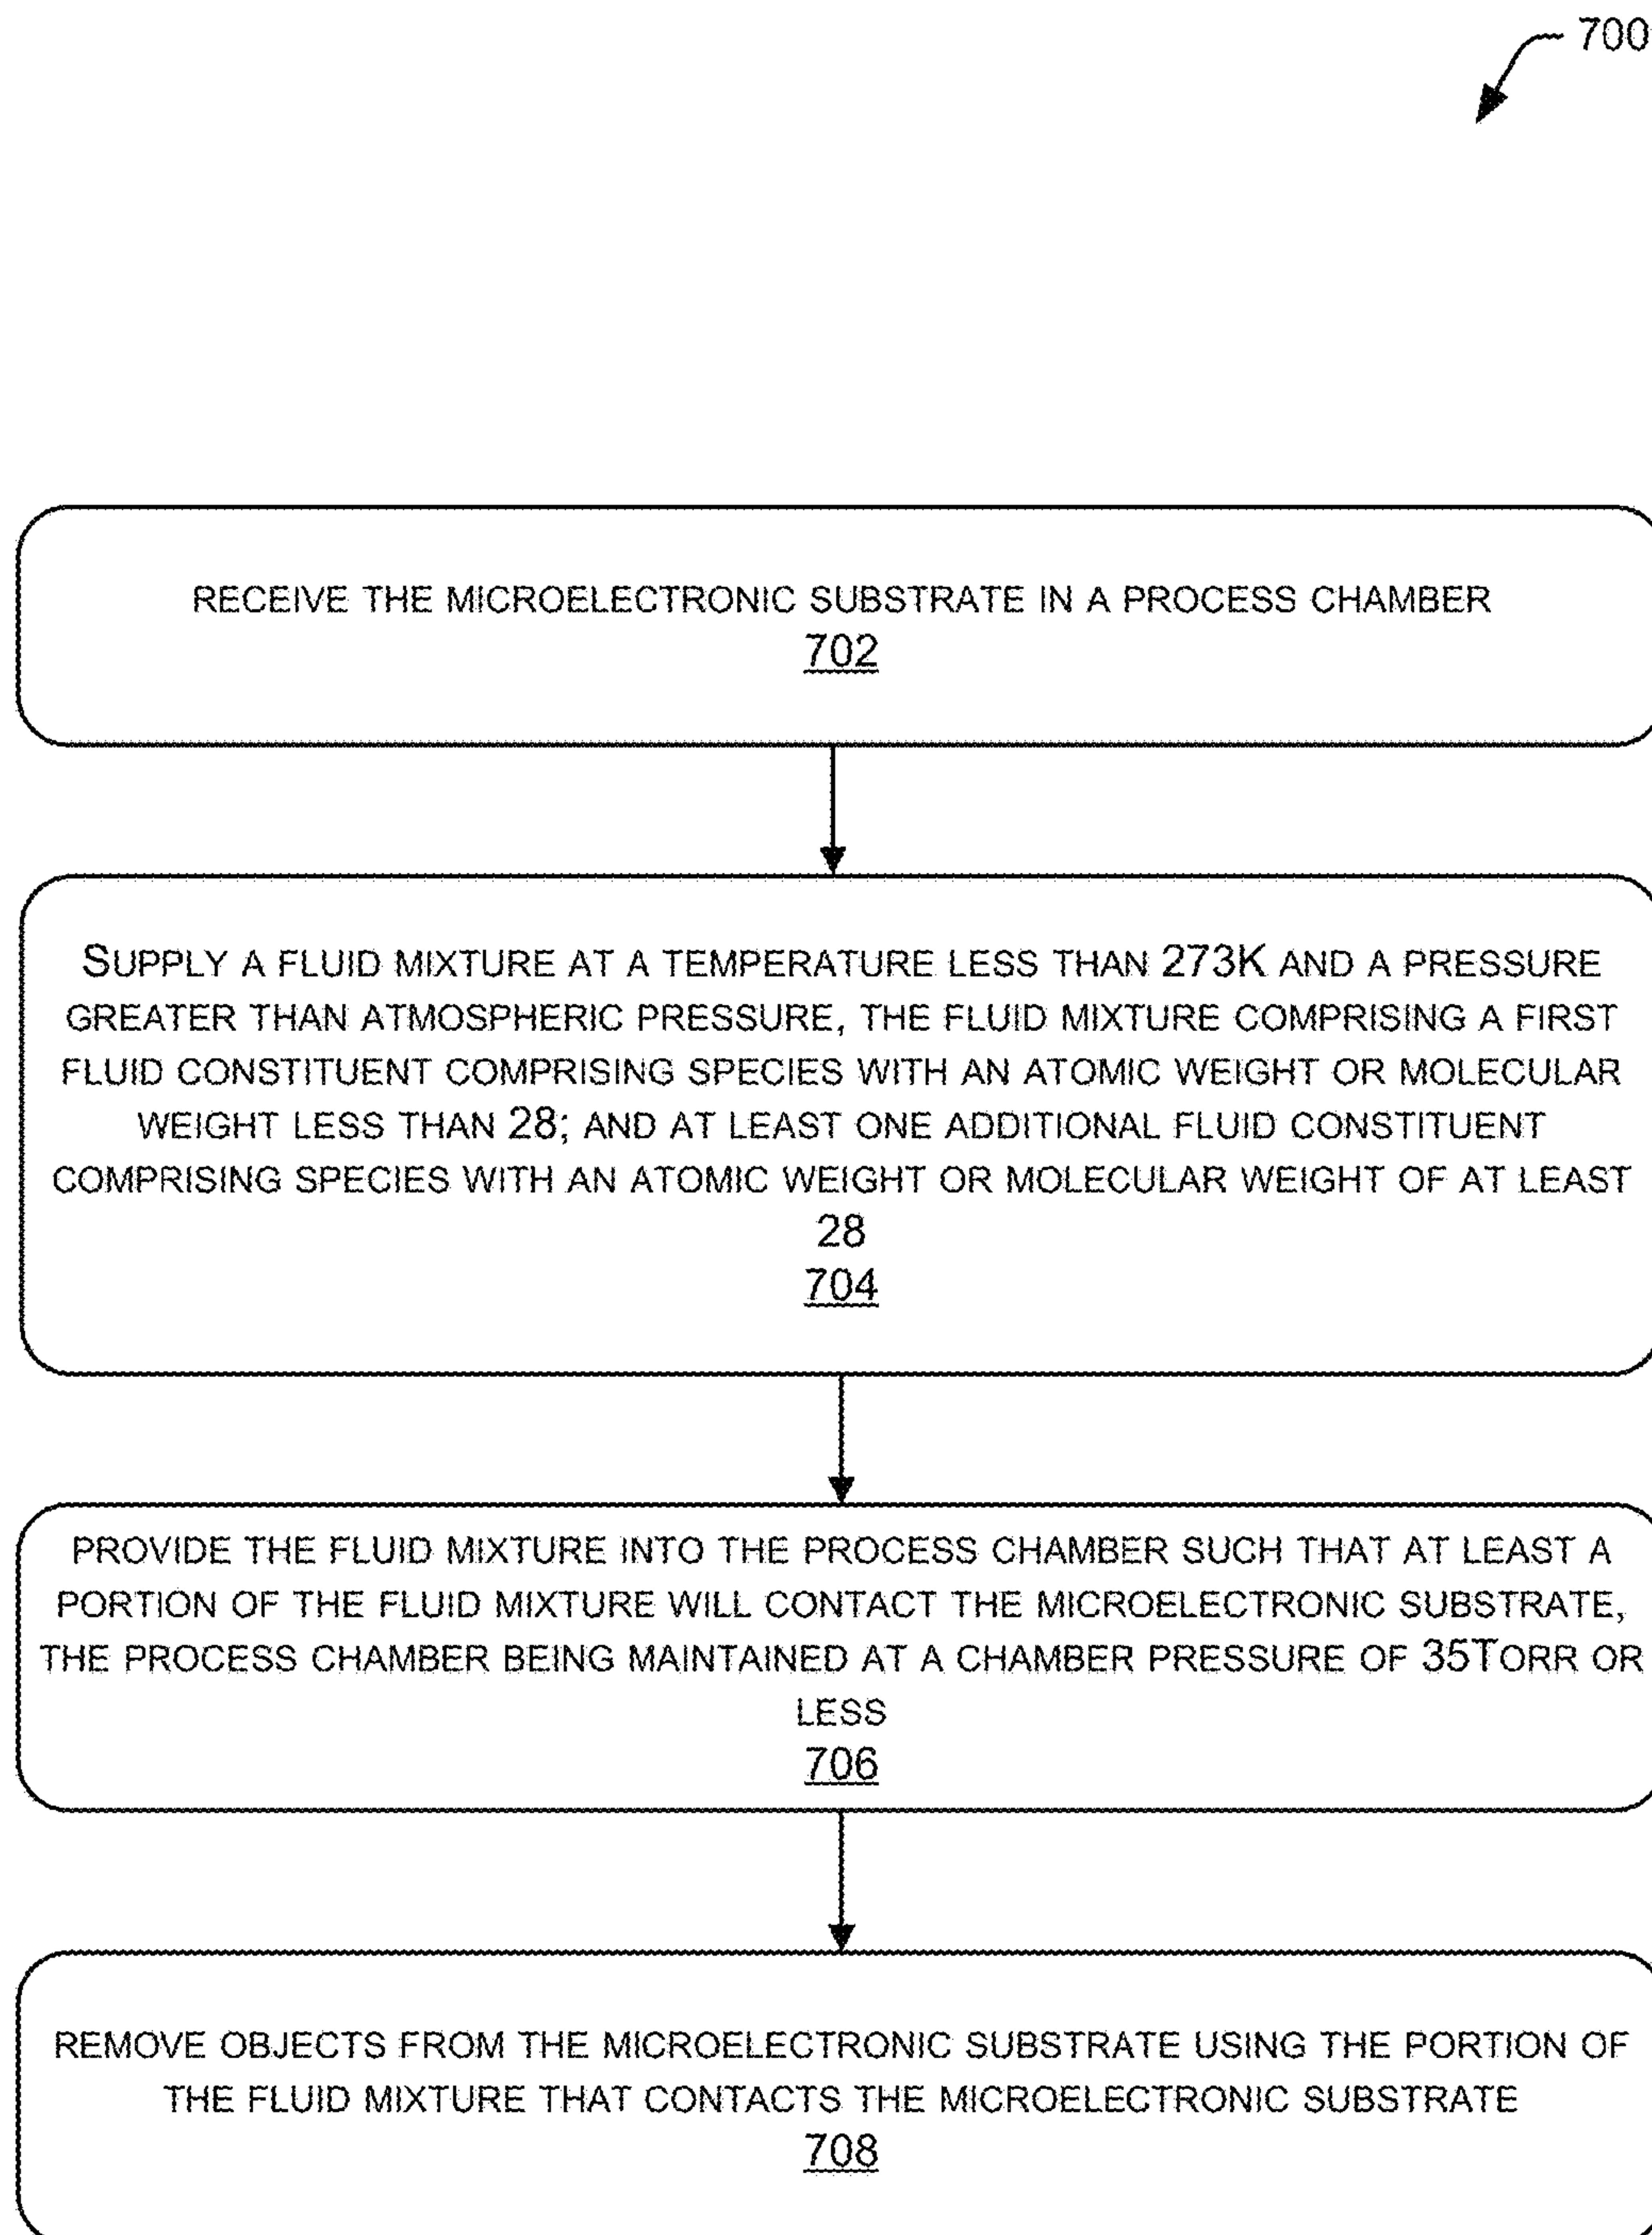 700
RECEIVE THE MICROELECTRONIC SUBSTRATE IN A PROCESS CHAMBER
702
SUPPLY A FLUID MIXTURE AT A TEMPERATURE LESS THAN 273K AND A PRESSURE
GREATER THAN ATMOSPHERIC PRESSURE, THE FLUID MIXTURE COMPRISING A FIRST
FLUID CONSTITUENT COMPRISING SPECIES WITH AN ATOMIC WEIGHT OR MOLECULAR
WEIGHT LESS THAN 28; AND AT LEAST ONE ADDITIONAL FLUID CONSTITUENT
COMPRISING SPECIES WITH AN ATOMIC WEIGHT OR MOLECULAR WEIGHT OF AT LEAST
28
704
PROVIDE THE FLUID MIXTURE INTO THE PROCESS CHAMBER SUCH THAT AT LEAST A
PORTION OF THE FLUID MIXTURE WILL CONTACT THE MICROELECTRONIC SUBSTRATE,
THE PROCESS CHAMBER BEING MAINTAINED AT A CHAMBER PRESSURE OF 35TORR OR
LESS
706
REMOVE OBJECTS FROM THE MICROELECTRONIC SUBSTRATE USING THE PORTION OF
THE FLUID MIXTURE THAT CONTACTS THE MICROELECTRONIC SUBSTRATE
708